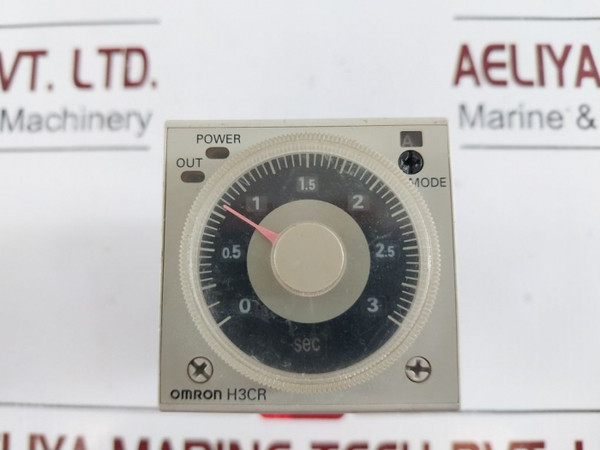 VT. LTD.
Machinery
AELIYA
Marine &
POWER
OUT
A
MODE
0 0.5 1 1.5 2 2.5 3
sec
OMRON H3CR